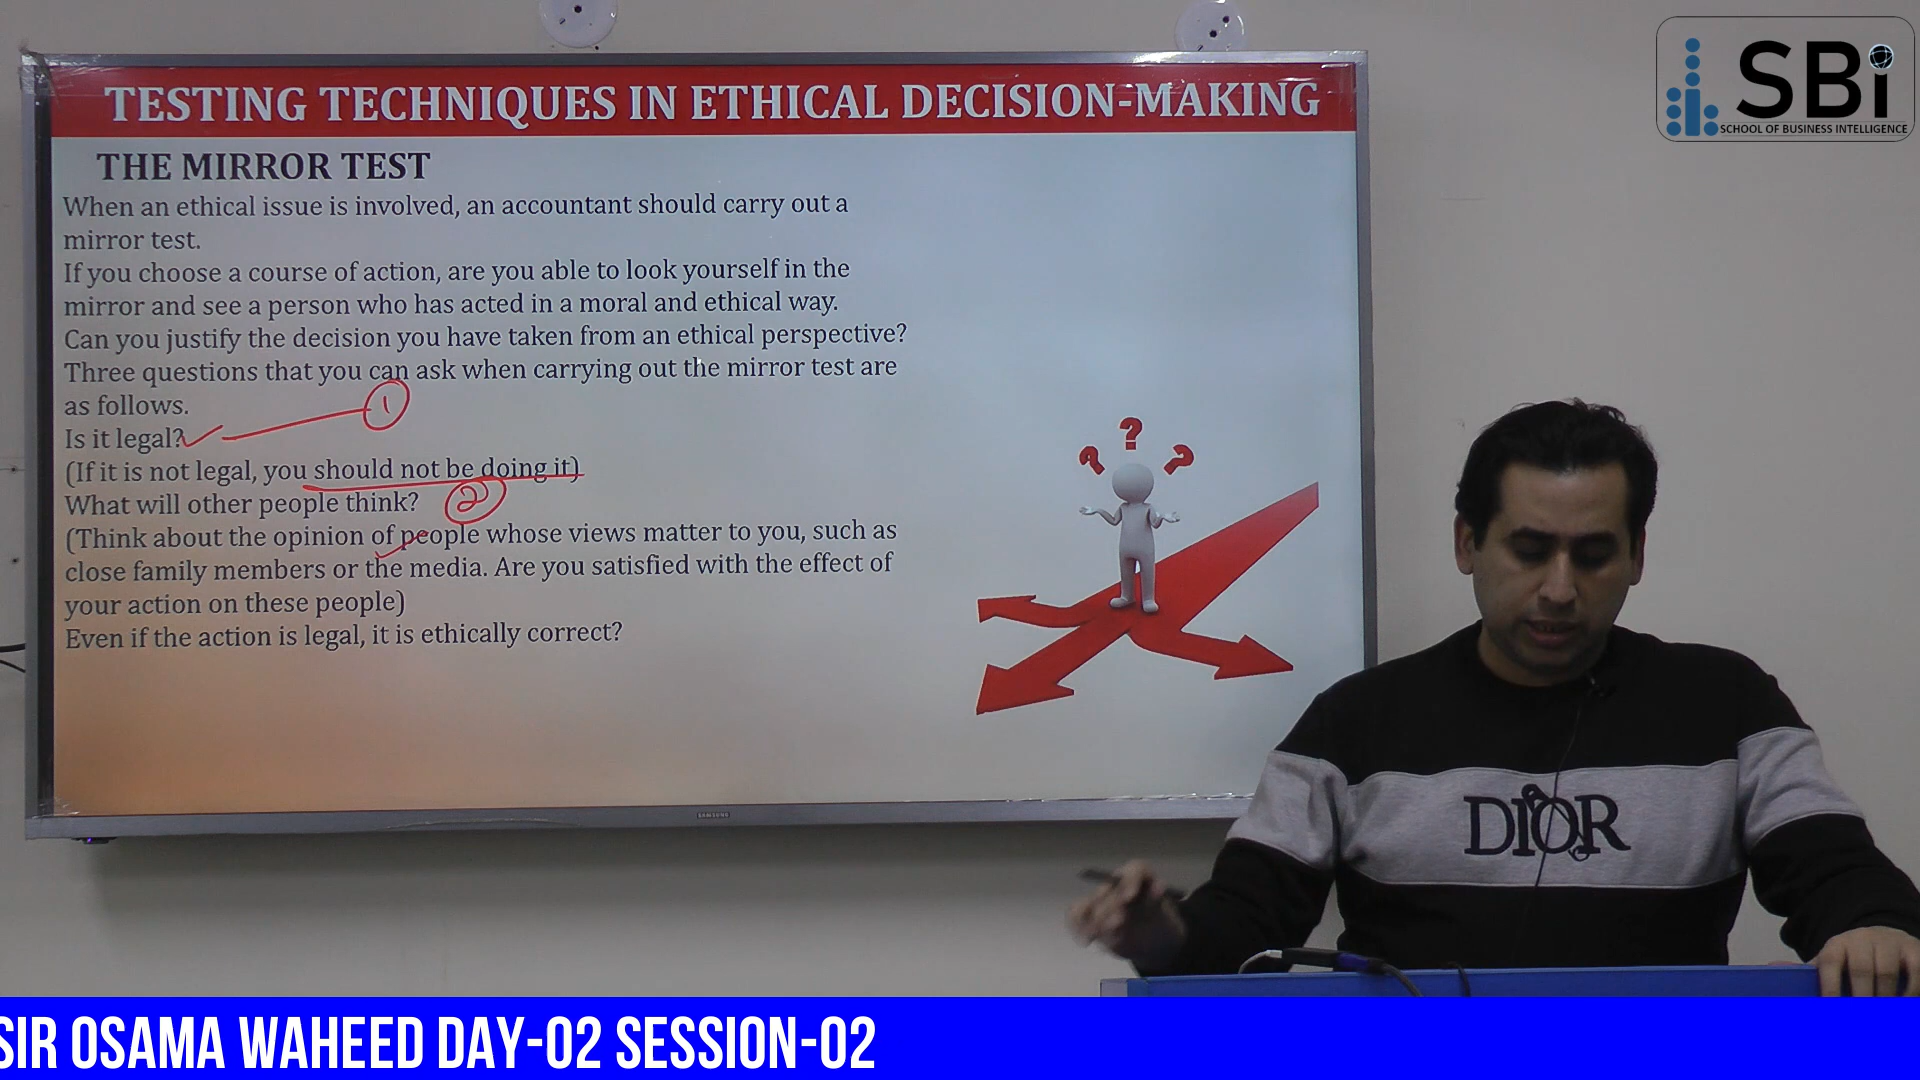 SBi
SCHOOL OF BUSINESS INTELLIGENCE
TESTING TECHNIQUES IN ETHICAL DECISION-MAKING
THE MIRROR TEST
When an ethical issue is involved, an accountant should carry out a
mirror test.
If you choose a course of action, are you able to look yourself in the
mirror and see a person who has acted in a moral and ethical way.
Can you justify the decision you have taken from an ethical perspective?
Three questions that you can ask when carrying out the mirror test are
as follows.
1
Is it legal?
(If it is not legal, you should not be doing it)
What will other people think? 2
(Think about the opinion of people whose views matter to you, such as
close family members or the media. Are you satisfied with the effect of
your action on these people)
Even if the action is legal, it is ethically correct?
? ? ?
SAMSUNG
DIOR
SIR OSAMA WAHEED DAY-02 SESSION-02